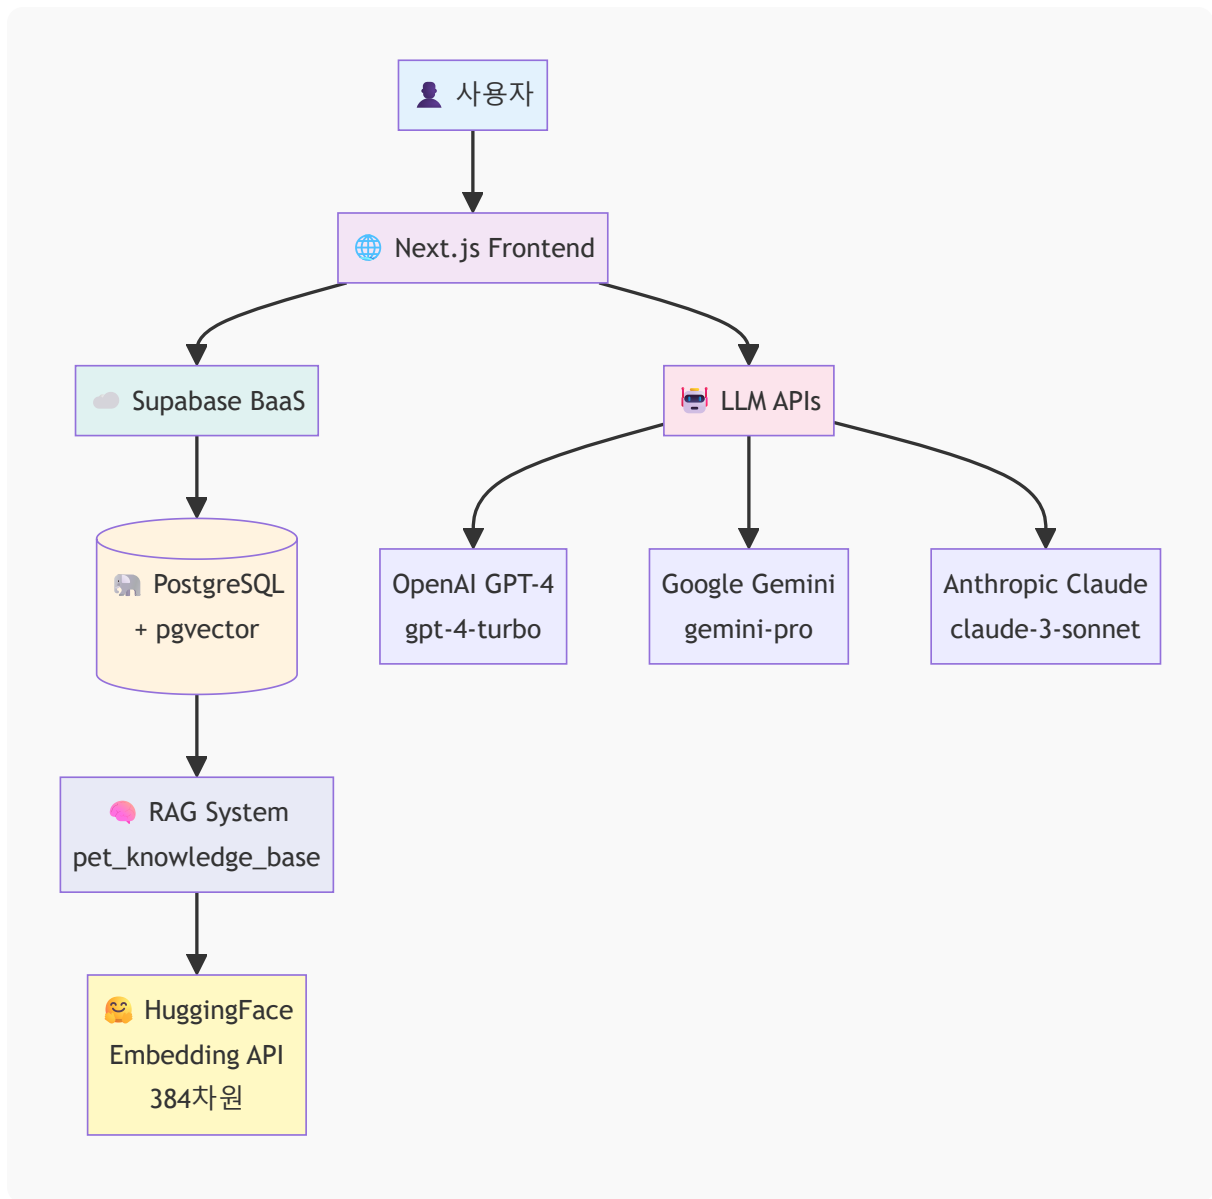 👤 사용자
🌐 Next.js Frontend
☁️ Supabase BaaS
🤖 LLM APIs
🐘 PostgreSQL
+ pgvector
OpenAI GPT-4
gpt-4-turbo
Google Gemini
gemini-pro
Anthropic Claude
claude-3-sonnet
🧠 RAG System
pet_knowledge_base
🤗 HuggingFace
Embedding API
384차원